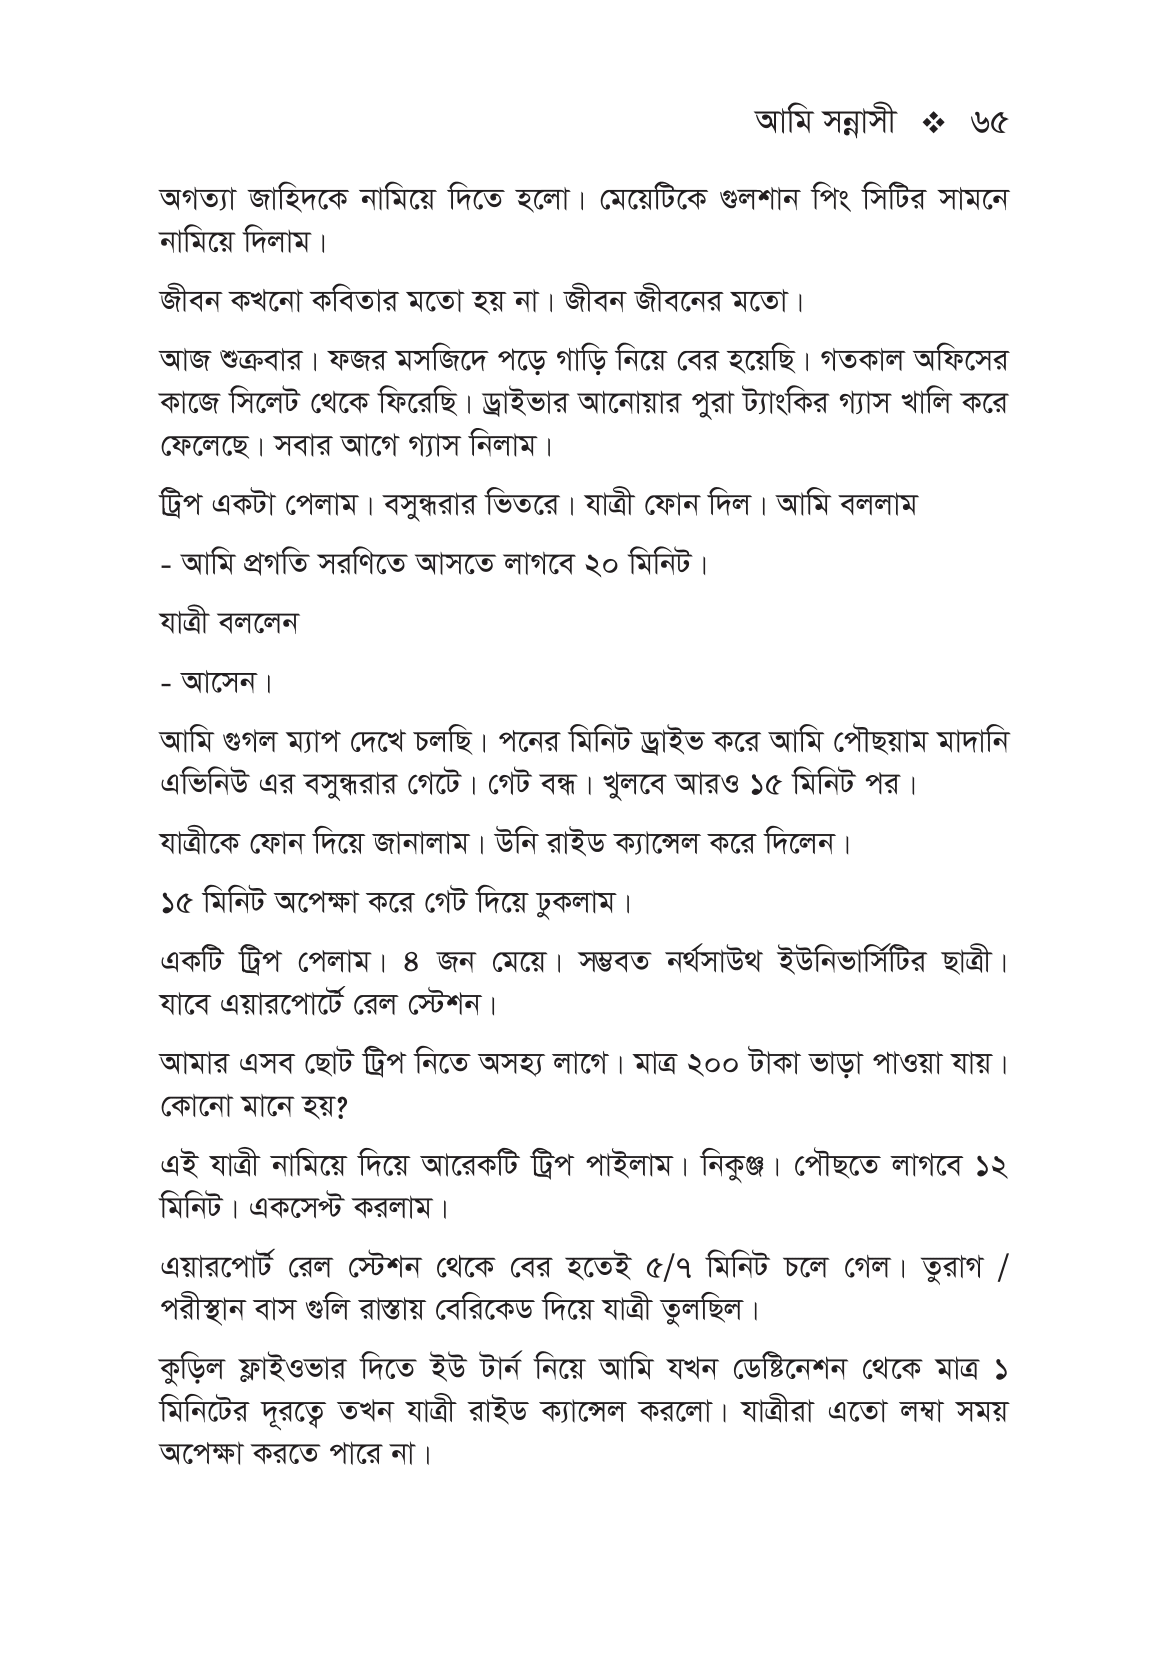 আমি সন্নাসী ❖ ৬৫
অগত্যা জাহিদকে নামিয়ে দিতে হলো। মেয়েটিকে গুলশান পিং সিটির সামনে
নামিয়ে দিলাম।
জীবন কখনো কবিতার মতো হয় না। জীবন জীবনের মতো।
আজ শুক্রবার। ফজর মসজিদে পড়ে গাড়ি নিয়ে বের হয়েছি। গতকাল অফিসের
কাজে সিলেট থেকে ফিরেছি। ড্রাইভার আনোয়ার পুরা ট্যাংকির গ্যাস খালি করে
ফেলেছে। সবার আগে গ্যাস নিলাম।
ট্রিপ একটা পেলাম। বসুন্ধরার ভিতরে। যাত্রী ফোন দিল। আমি বললাম
- আমি প্রগতি সরণিতে আসতে লাগবে ২০ মিনিট।
যাত্রী বললেন
- আসেন।
আমি গুগল ম্যাপ দেখে চলছি। পনের মিনিট ড্রাইভ করে আমি পৌছয়াম মাদানি
এভিনিউ এর বসুন্ধরার গেটে। গেট বন্ধ। খুলবে আরও ১৫ মিনিট পর।
যাত্রীকে ফোন দিয়ে জানালাম। উনি রাইড ক্যান্সেল করে দিলেন।
১৫ মিনিট অপেক্ষা করে গেট দিয়ে ঢুকলাম।
একটি ট্রিপ পেলাম। ৪ জন মেয়ে। সম্ভবত নর্থসাউথ ইউনিভার্সিটির ছাত্রী।
যাবে এয়ারপোর্টে রেল স্টেশন।
আমার এসব ছোট ট্রিপ নিতে অসহ্য লাগে। মাত্র ২০০ টাকা ভাড়া পাওয়া যায়।
কোনো মানে হয়?
এই যাত্রী নামিয়ে দিয়ে আরেকটি ট্রিপ পাইলাম। নিকুঞ্জ। পৌছতে লাগবে ১২
মিনিট। একসেপ্ট করলাম।
এয়ারপোর্ট রেল স্টেশন থেকে বের হতেই ৫/৭ মিনিট চলে গেল। তুরাগ /
পরীস্থান বাস গুলি রাস্তায় বেরিকেড দিয়ে যাত্রী তুলছিল।
কুড়িল ফ্লাইওভার দিতে ইউ টার্ন নিয়ে আমি যখন ডেষ্টিনেশন থেকে মাত্র ১
মিনিটের দূরত্বে তখন যাত্রী রাইড ক্যান্সেল করলো। যাত্রীরা এতো লম্বা সময়
অপেক্ষা করতে পারে না।